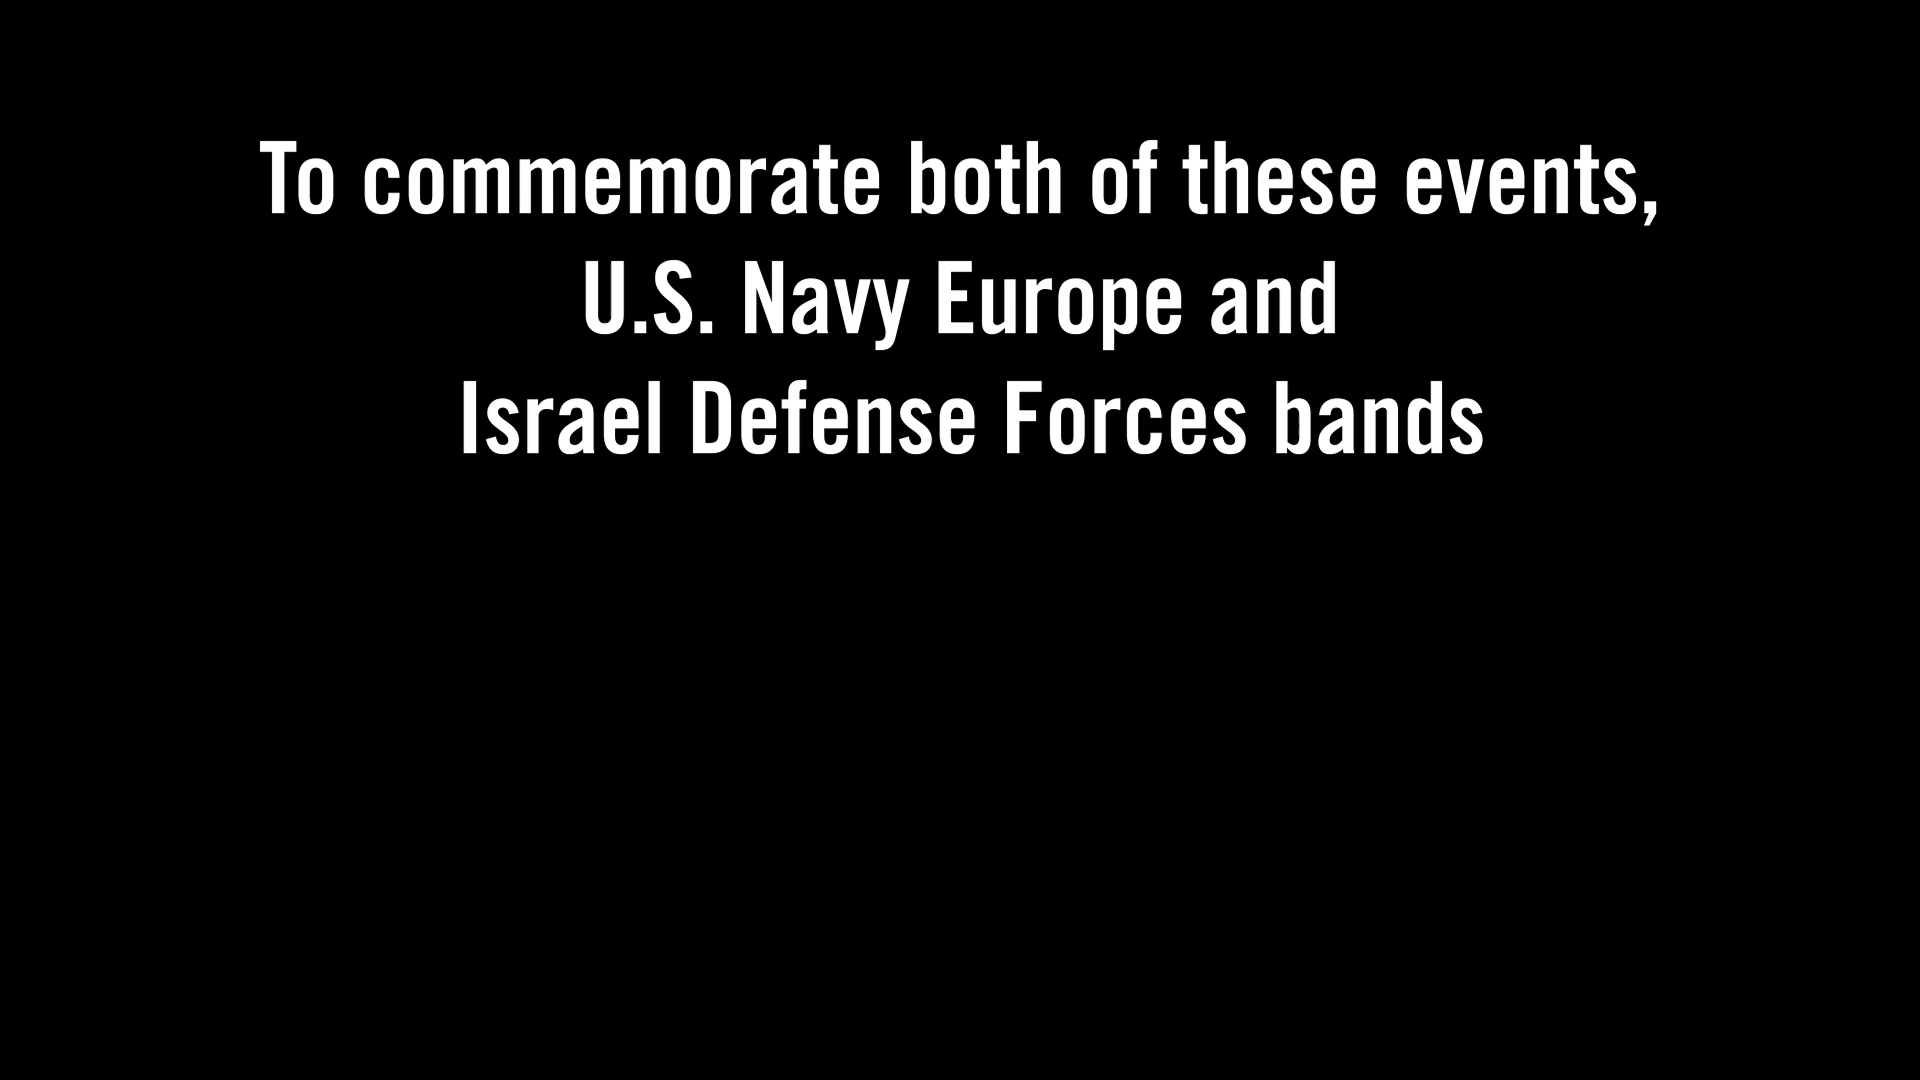 To commemorate both of these events,
U.S. Navy Europe and
Israel Defense Forces bands